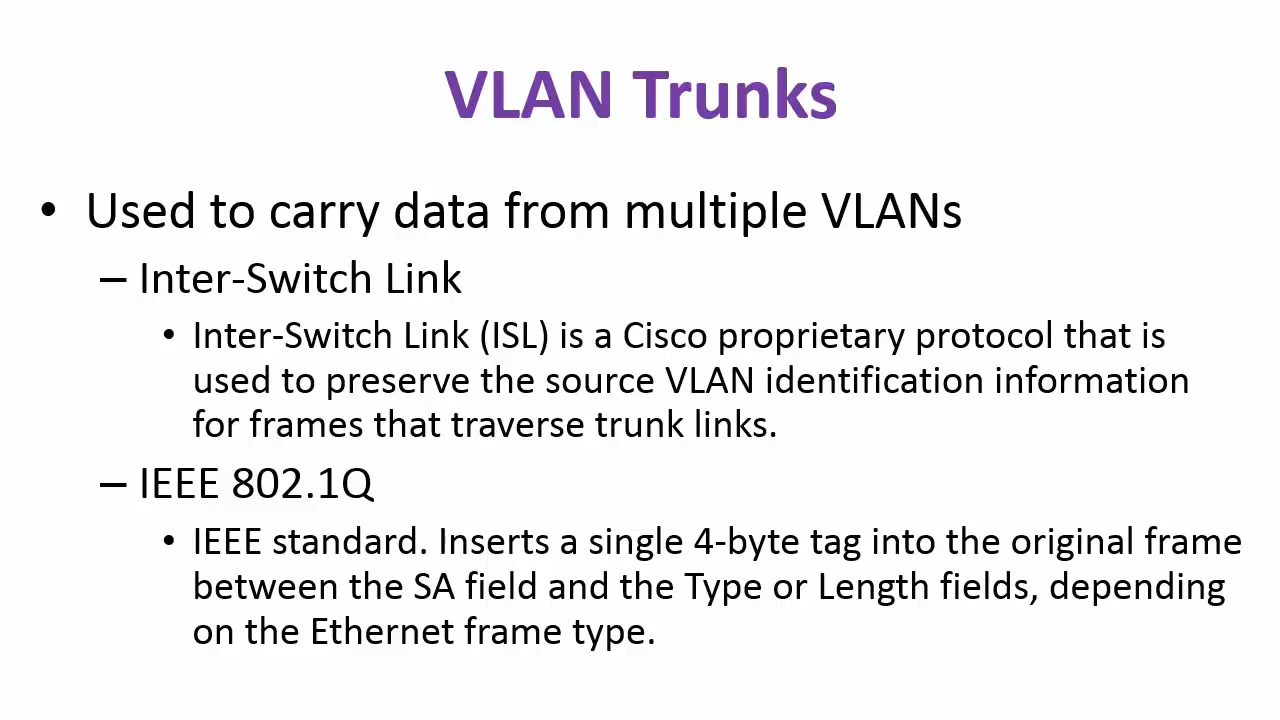 VLAN Trunks
• Used to carry data from multiple VLANs
– Inter-Switch Link
• Inter-Switch Link (ISL) is a Cisco proprietary protocol that is
used to preserve the source VLAN identification information
for frames that traverse trunk links.
– IEEE 802.1Q
• IEEE standard. Inserts a single 4-byte tag into the original frame
between the SA field and the Type or Length fields, depending
on the Ethernet frame type.